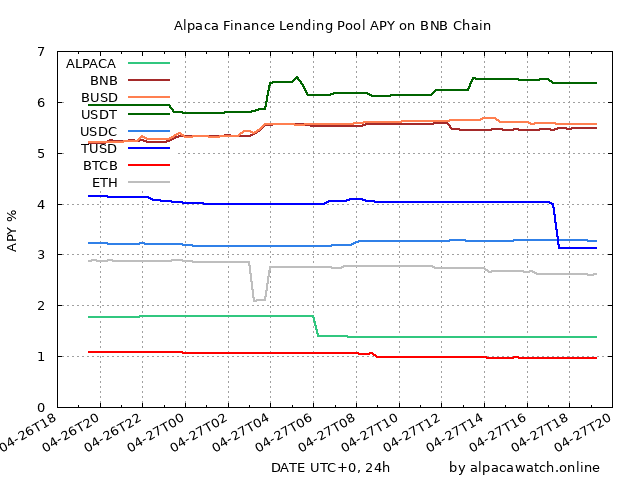 Alpaca Finance Lending Pool APY on BNB Chain
7
6
5
4
3
2
1
0
APY %
ALPACA
BNB
BUSD
USDT
USDC
TUSD
BTCB
ETH
04-26T18
04-26T20
04-26T22
04-27T00
04-27T02
04-27T04
04-27T06
04-27T08
04-27T10
04-27T12
04-27T14
04-27T16
04-27T18
04-27T20
DATE UTC+0, 24h
by alpacawatch.online